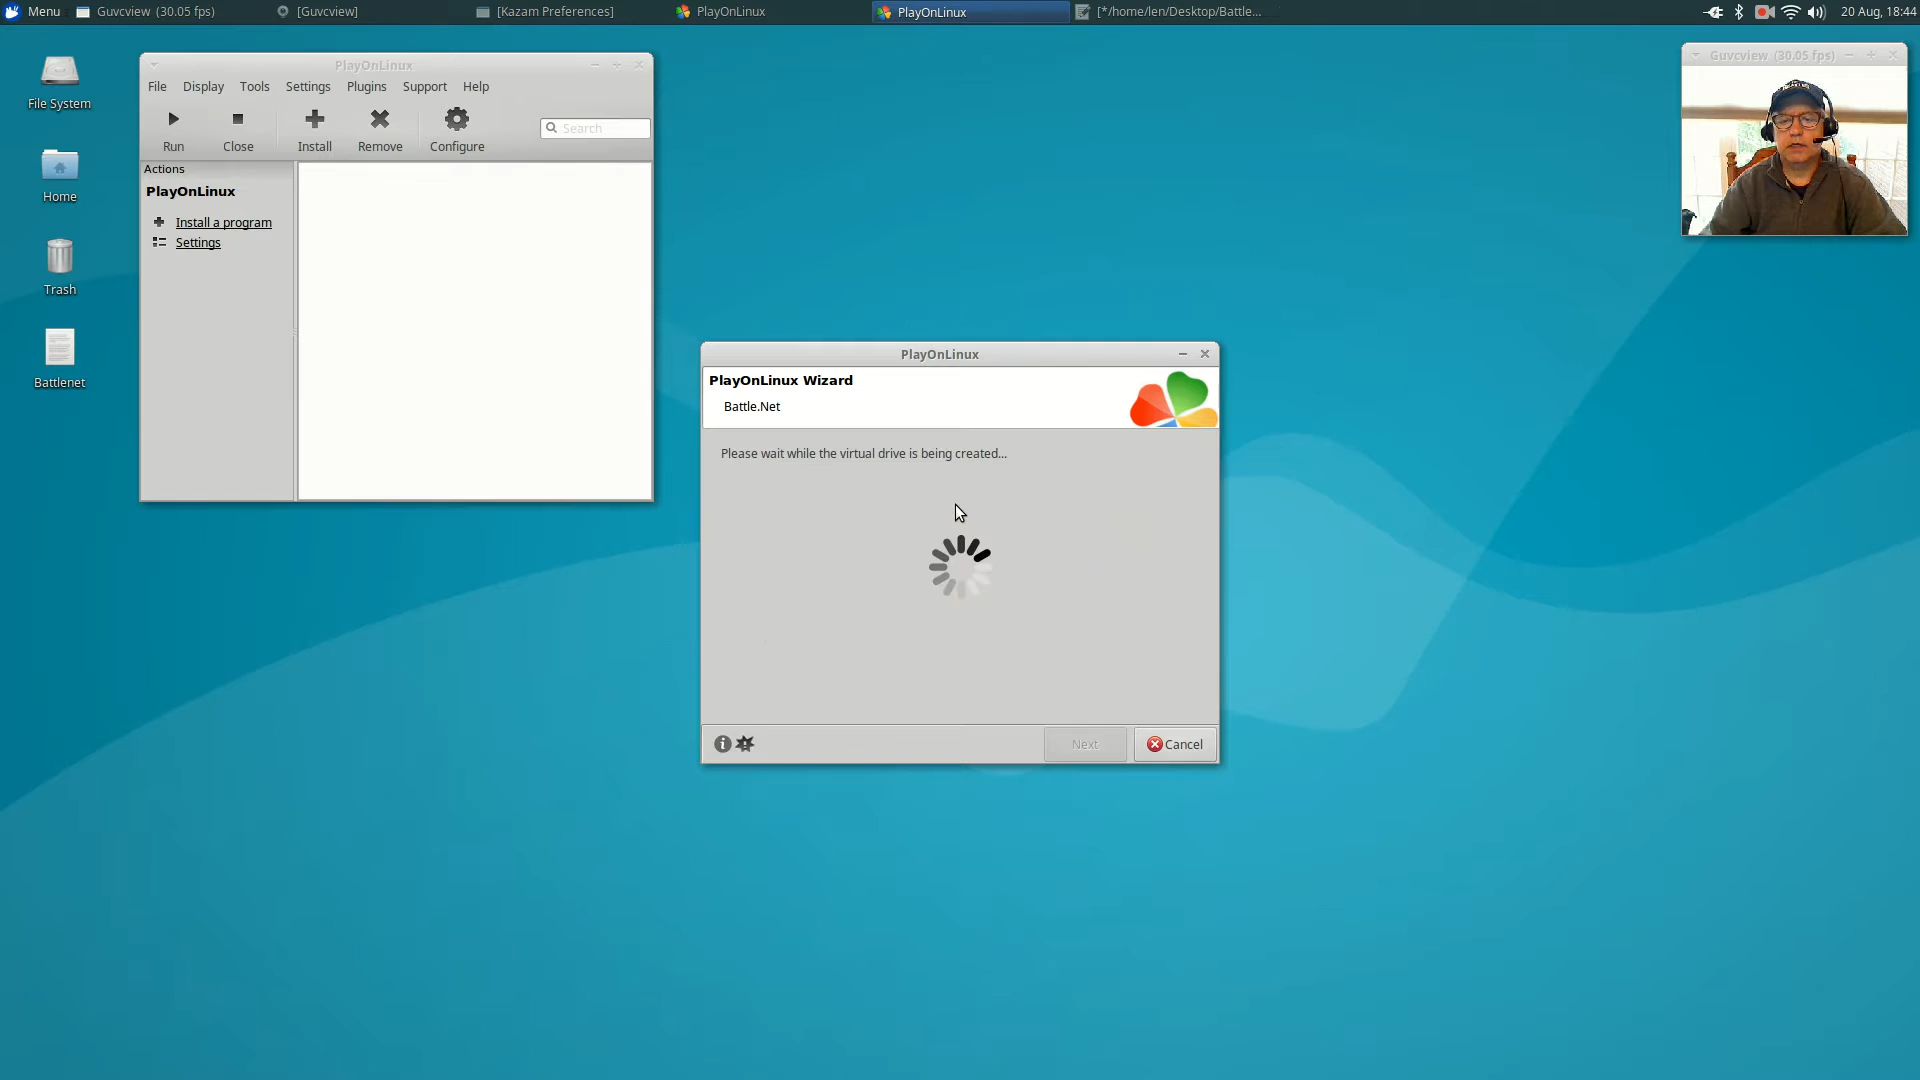 Menu
Guvcview (30.05 fps)
[Guvcview]
[Kazam Preferences]
PlayOnLinux
PlayOnLinux
[*/home/len/Desktop/Battle...
20 Aug, 18:44
File System
Home
Trash
Battlenet
PlayOnLinux
File Display Tools Settings Plugins Support Help
Run Close Install Remove Configure
Search
Actions
PlayOnLinux
Install a program
Settings
Guvcview (30.05 fps)
PlayOnLinux
PlayOnLinux Wizard
Battle.Net
Please wait while the virtual drive is being created...
Next
Cancel